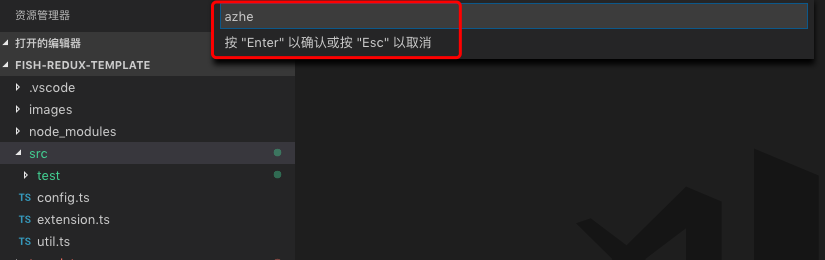 资源管理器
azhe
按 "Enter" 以确认或按 "Esc" 以取消
打开的编辑器
FISH-REDUX-TEMPLATE
.vscode
images
node_modules
src
test
TS config.ts
TS extension.ts
TS util.ts